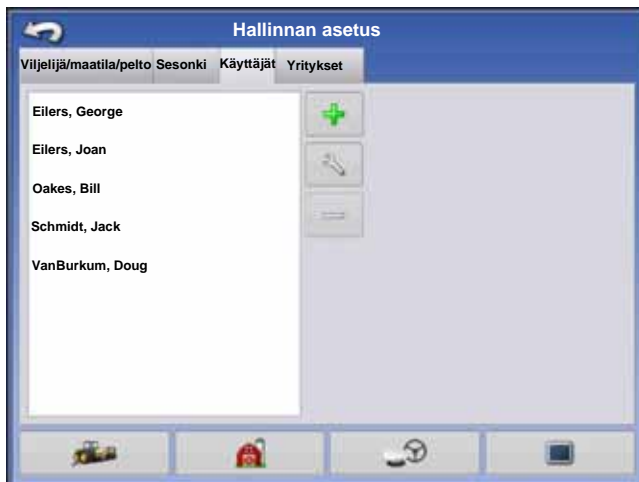 Hallinnan asetus
Viljelijä/maatila/pelto Sesonki Käyttäjät Yritykset
Eilers, George
Eilers, Joan
Oakes, Bill
Schmidt, Jack
VanBurkum, Doug